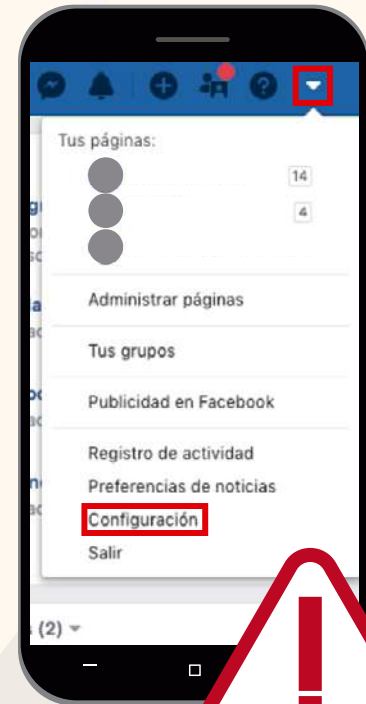 Tus páginas:
14
4
Administrar páginas
Tus grupos
Publicidad en Facebook
Registro de actividad
Preferencias de noticias
Configuración
Salir
(2)
!